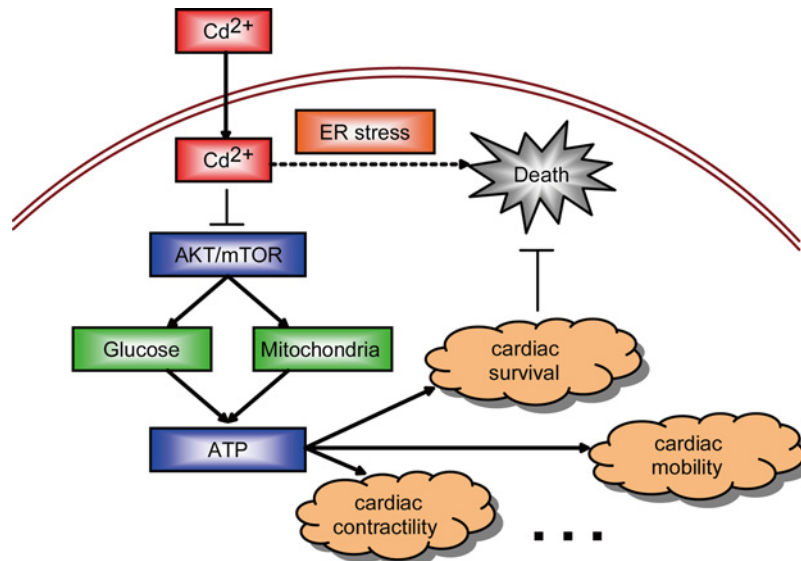 Cd²⁺
ER stress
Cd²⁺
Death
AKT/mTOR
Glucose
Mitochondria
cardiac
survival
ATP
cardiac
mobility
cardiac
contractility